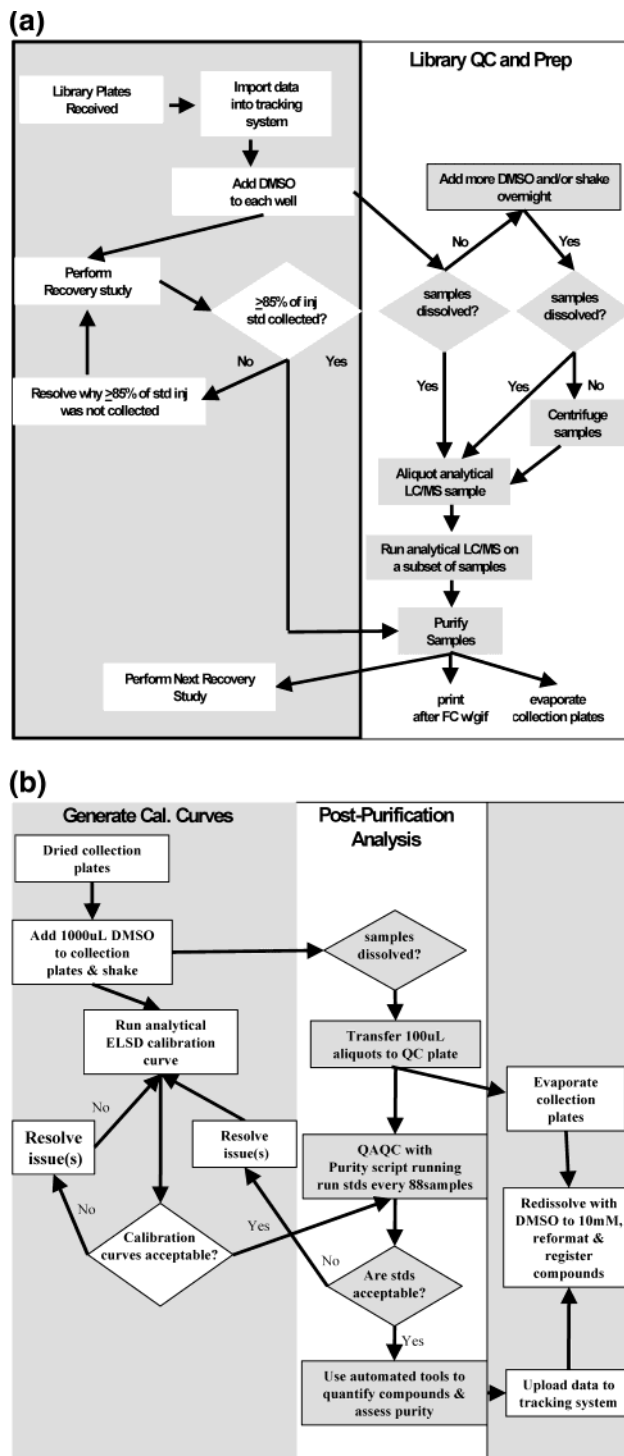 (a)
Library QC and Prep
Library Plates
Received
Import data
into tracking
system
Add DMSO
to each well
Add more DMSO and/or shake
overnight
No
Yes
Perform
Recovery study
≥85% of inj
std collected?
samples
dissolved?
samples
dissolved?
No
Yes
Resolve why ≥85% of std inj
was not collected
Yes
Yes
No
Centrifuge
samples
Aliquot analytical
LC/MS sample
Run analytical LC/MS on
a subset of samples
Purify
Samples
Perform Next Recovery
Study
print
after FC w/gif
evaporate
collection plates
(b)
Generate Cal. Curves
Post-Purification
Analysis
Dried collection
plates
Add 1000uL DMSO
to collection
plates & shake
samples
dissolved?
Run analytical
ELSD calibration
curve
Transfer 100uL
aliquots to QC plate
Evaporate
collection
plates
No
Resolve
issue(s)
Resolve
issue(s)
QAQC with
Purity script running
run stds every 88samples
Redissolve with
DMSO to 10mM,
reformat &
register
compounds
No
Calibration
curves acceptable?
Yes
No
Are stds
acceptable?
Yes
Use automated tools to
quantify compounds &
assess purity
Upload data to
tracking system